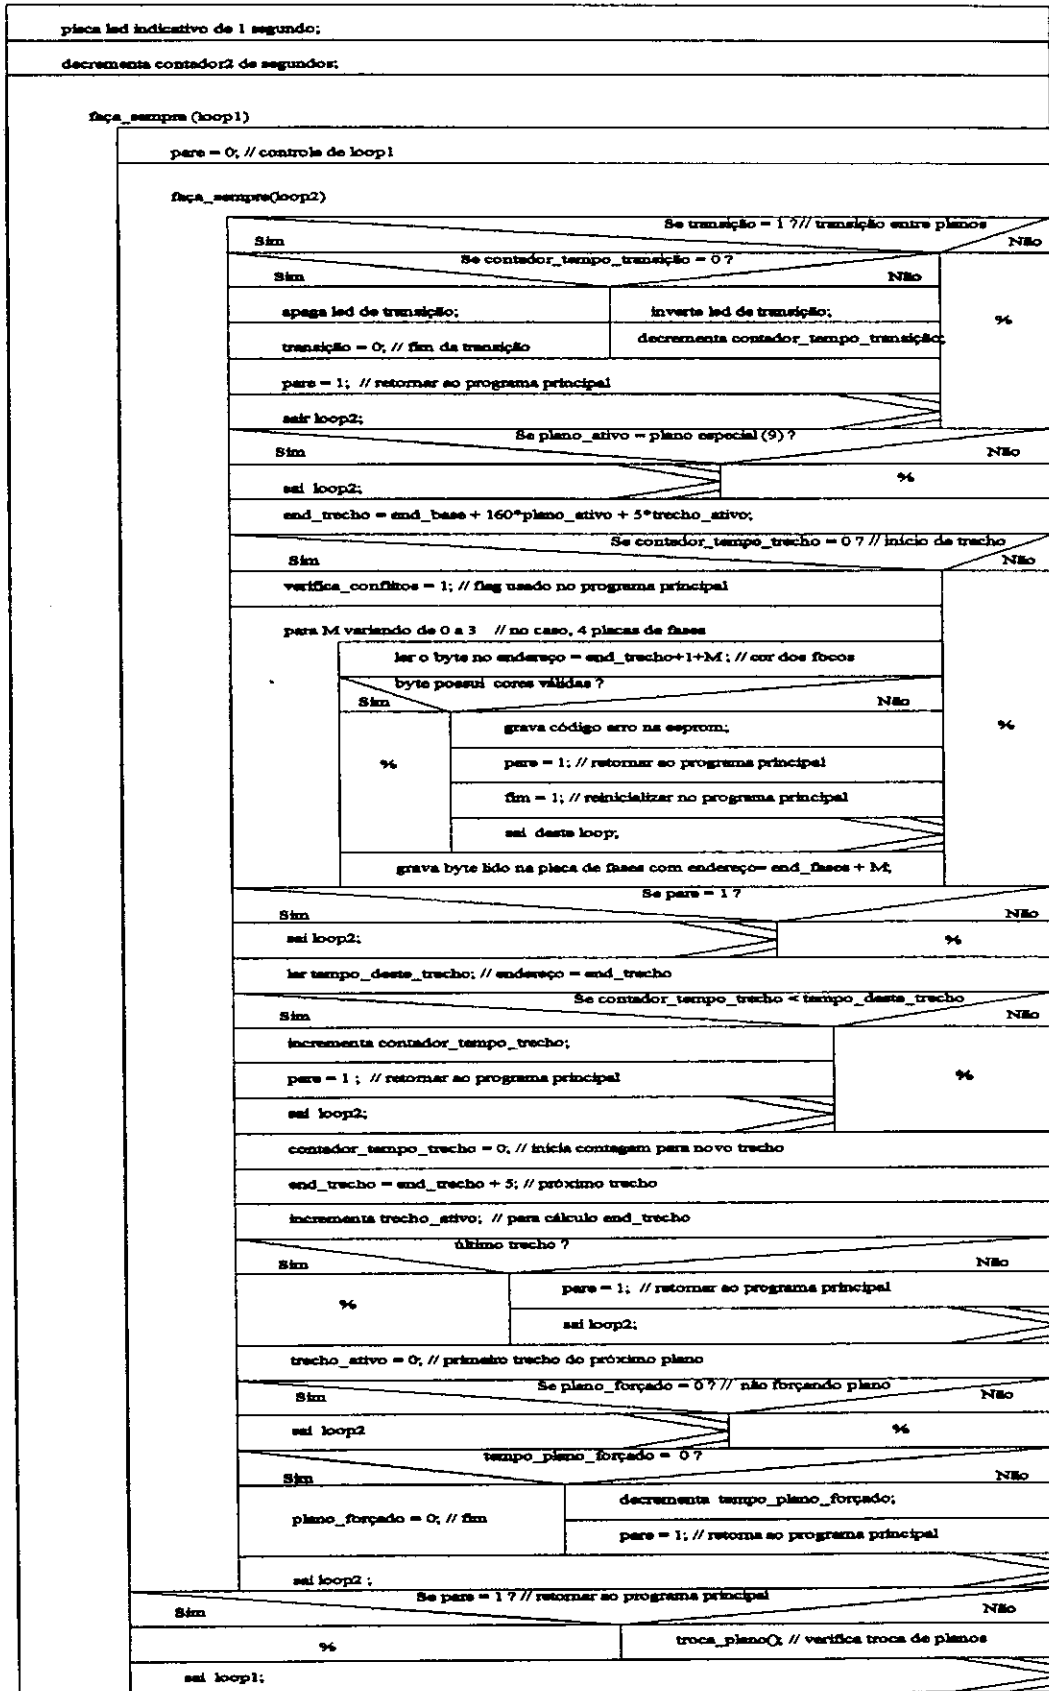 pisca led indicativo de 1 segundo;
decrementa contador2 de segundos;
faça_sempre (loop1)
pare = 0; // controle de loop1
faça_sempre(loop2)
Se transição = 1 ? // transição entre planos
Sim Não
Se contador_tempo_transição = 0 ?
Sim Não
apaga led de transição; inverte led de transição;
%
transição = 0; // fim da transição decrementa contador_tempo_transição;
pare = 1; // retornar ao programa principal
sair loop2;
Se plano_ativo = plano especial (9) ?
Sim Não
sai loop2; %
end_trecho = end_base + 160*plano_ativo + 5*trecho_ativo;
Se contador_tempo_trecho = 0 ? // início de trecho
Sim Não
verifica_conflitos = 1; // flag usado no programa principal
para M variando de 0 a 3 // no caso, 4 placas de fases
ler o byte no endereço = end_trecho+1+M; // cor dos focos
byte possui cores válidas ?
Sim Não
grava código erro na eeprom; %
% pare = 1; // retornar ao programa principal
fim = 1; // reinicializar no programa principal
sai deste loop;
grava byte lido na placa de fases com endereço= end_fases + M;
Se pare = 1 ?
Sim Não
sai loop2; %
ler tempo_deste_trecho; // endereço = end_trecho
Se contador_tempo_trecho < tempo_deste_trecho
Sim Não
incrementa contador_tempo_trecho;
pare = 1 ; // retornar ao programa principal %
sai loop2;
contador_tempo_trecho = 0; // inicia contagem para novo trecho
end_trecho = end_trecho + 5; // próximo trecho
incrementa trecho_ativo; // para cálculo end_trecho
último trecho ?
Sim Não
pare = 1; // retornar ao programa principal
%
sai loop2;
trecho_ativo = 0; // primeiro trecho do próximo plano
Se plano_forçado = 0 ? // não forçando plano
Sim Não
sai loop2 %
tempo_plano_forçado = 0 ?
Sim Não
decrementa tempo_plano_forçado;
plano_forçado = 0; // fim
pare = 1; // retorna ao programa principal
sai loop2 ;
Se pare = 1 ? // retornar ao programa principal
Sim Não
% troca_plano(); // verifica troca de planos
sai loop1;